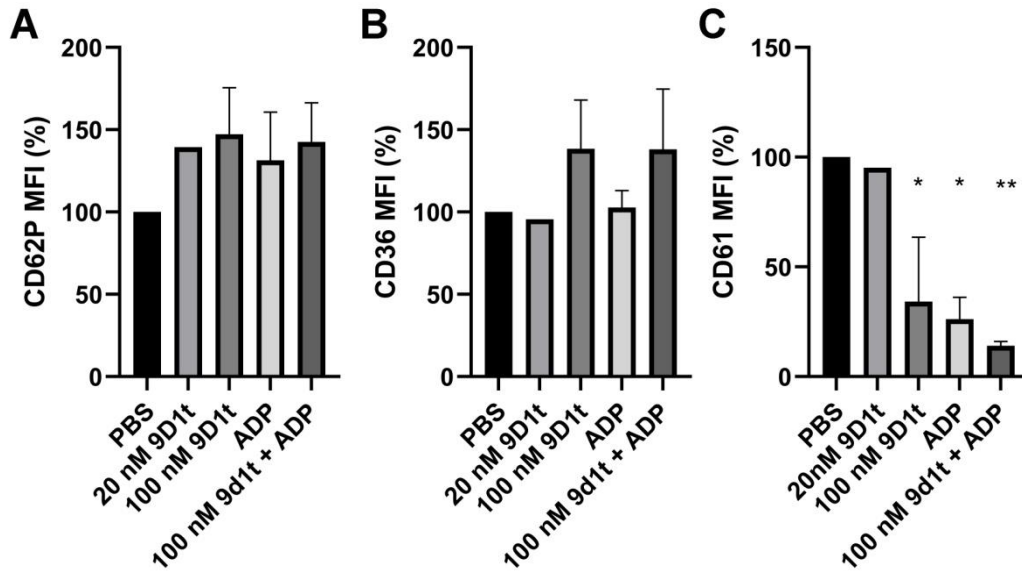 A
CD62P MFI (%)
200
150
100
50
0
PBS
20 nM 9D1t
100 nM 9D1t
ADP
100 nM 9d1t + ADP
B
CD36 MFI (%)
200
150
100
50
0
PBS
20 nM 9D1t
100 nM 9D1t
ADP
100 nM 9d1t + ADP
C
CD61 MFI (%)
150
100
50
0
* * **
PBS
20nM 9D1t
100 nM 9D1t
ADP
100 nM 9d1t + ADP